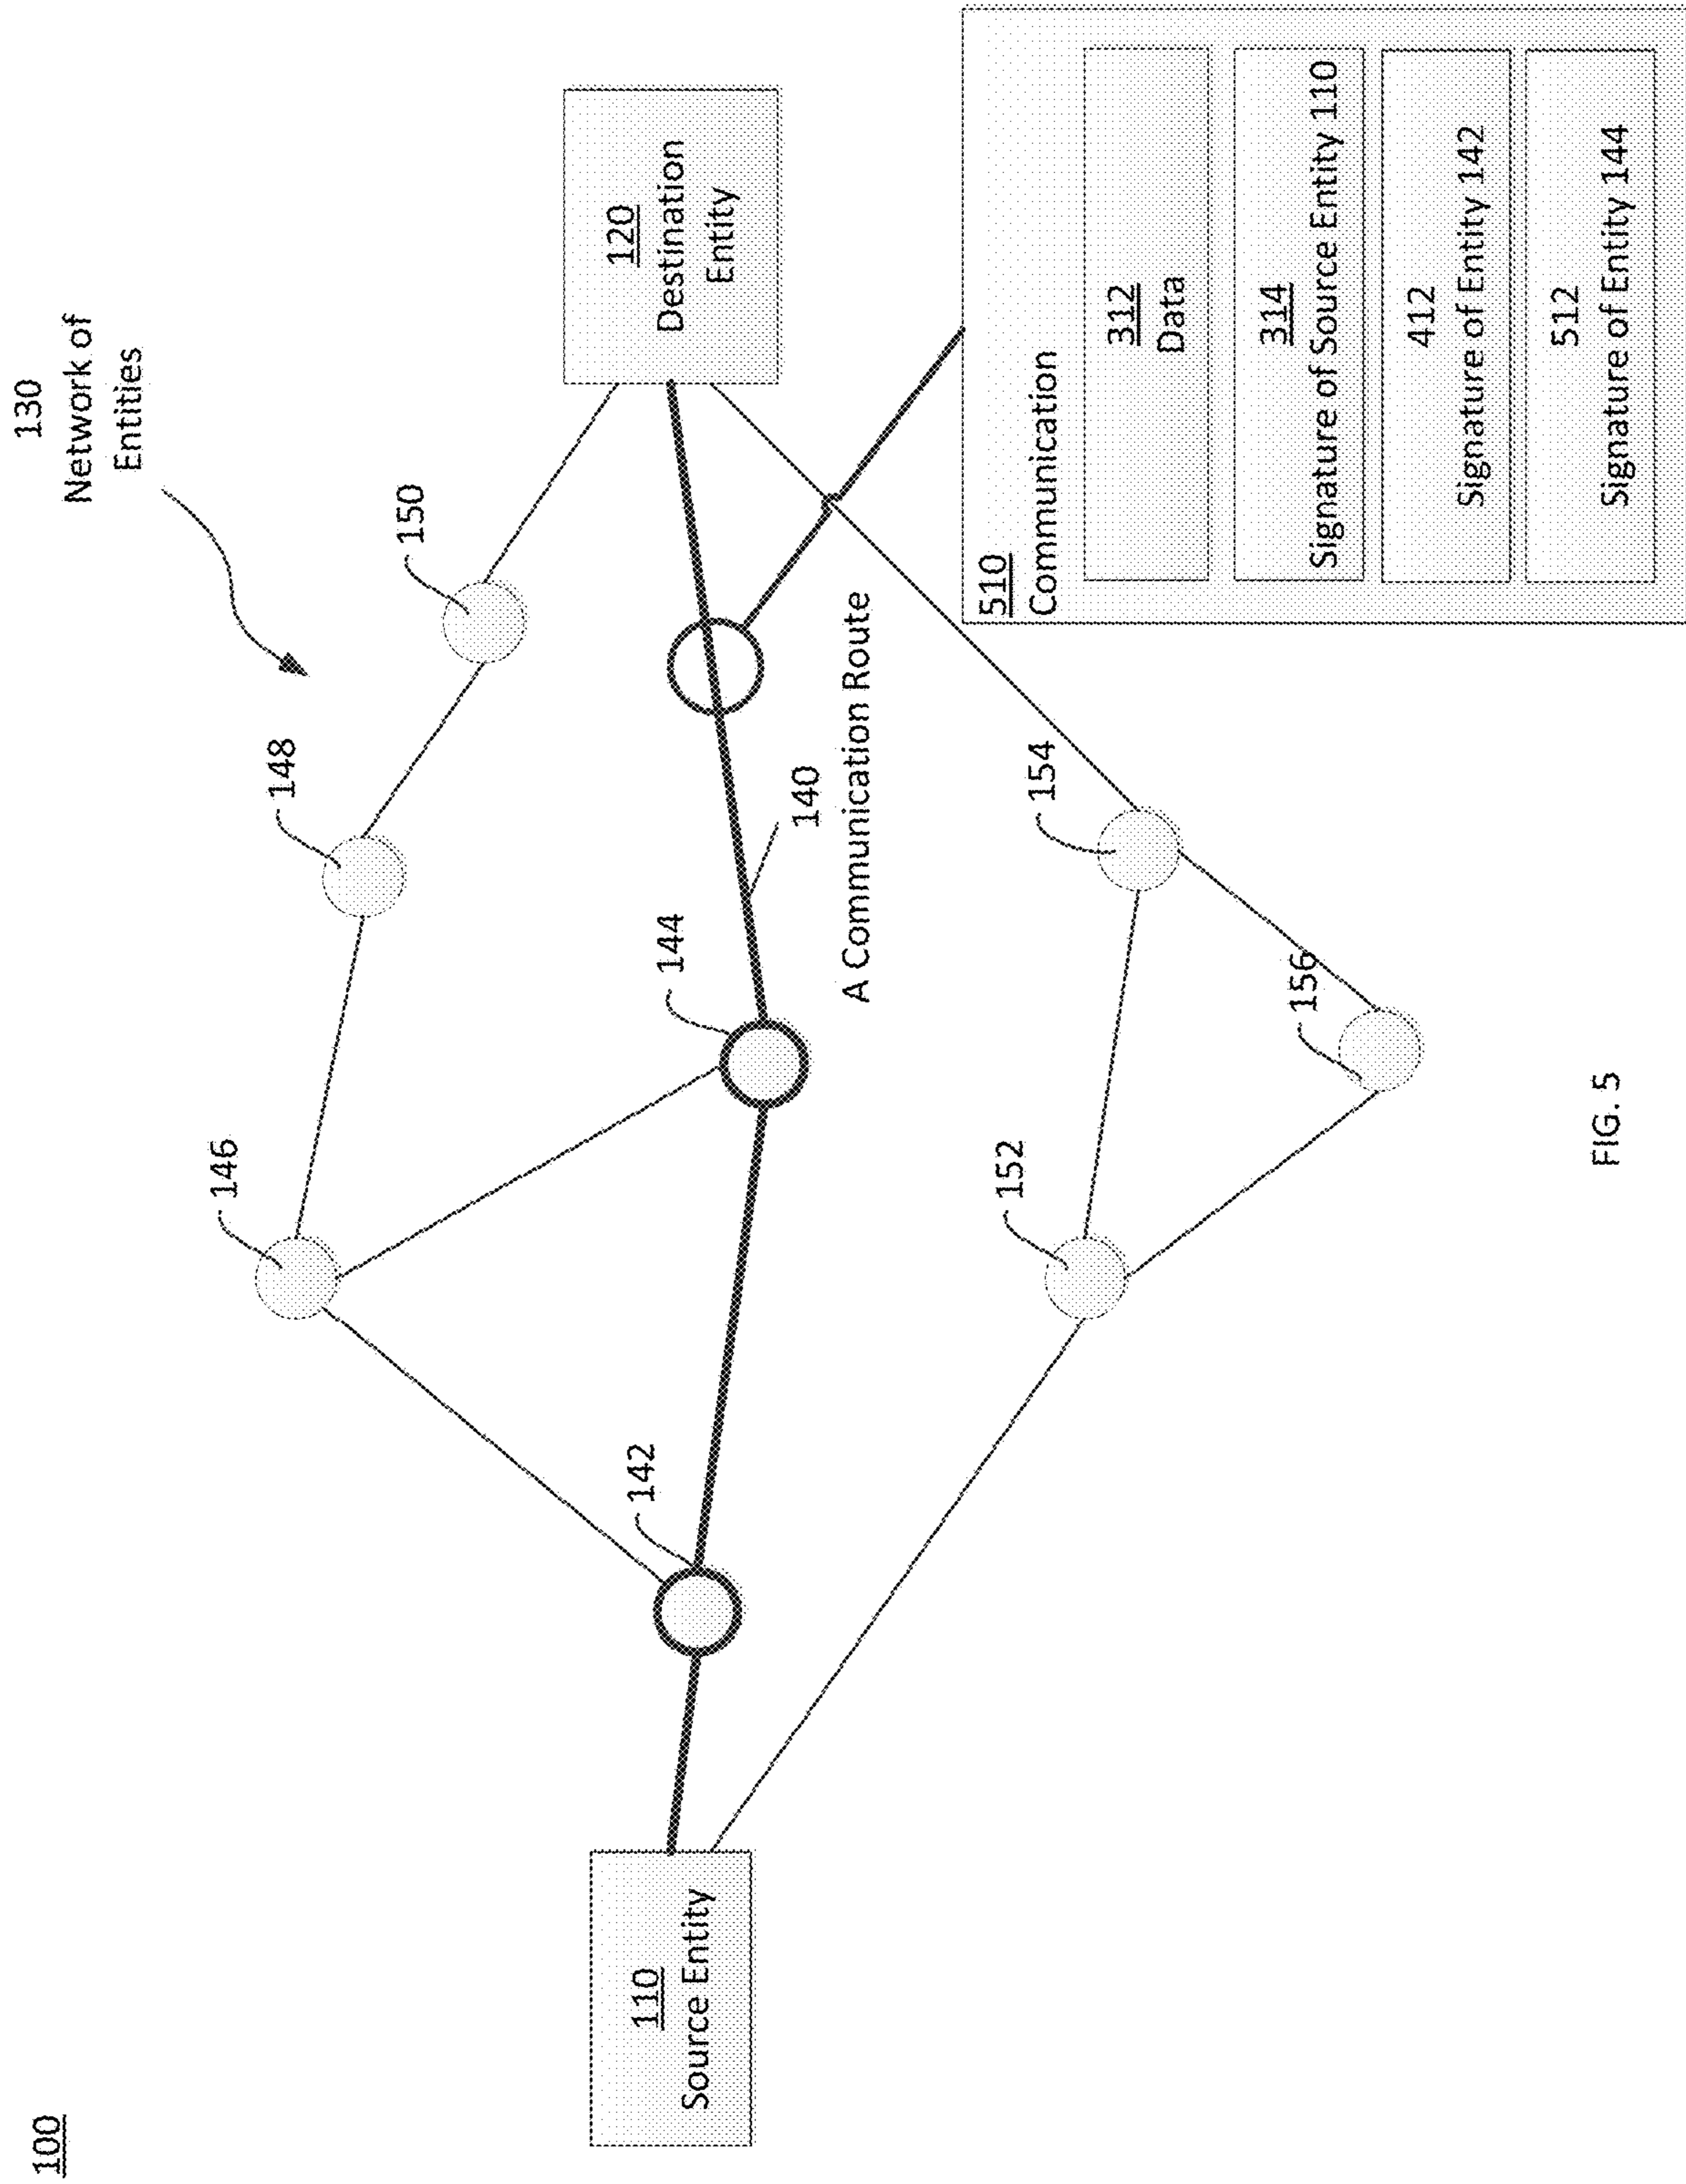 100
130
Network of
Entities
146
148
150
110
Source Entity
142
144
120
Destination
Entity
140
A Communication Route
152
154
156
510
Communication
312
Data
314
Signature of Source Entity 110
412
Signature of Entity 142
512
Signature of Entity 144
FIG. 5